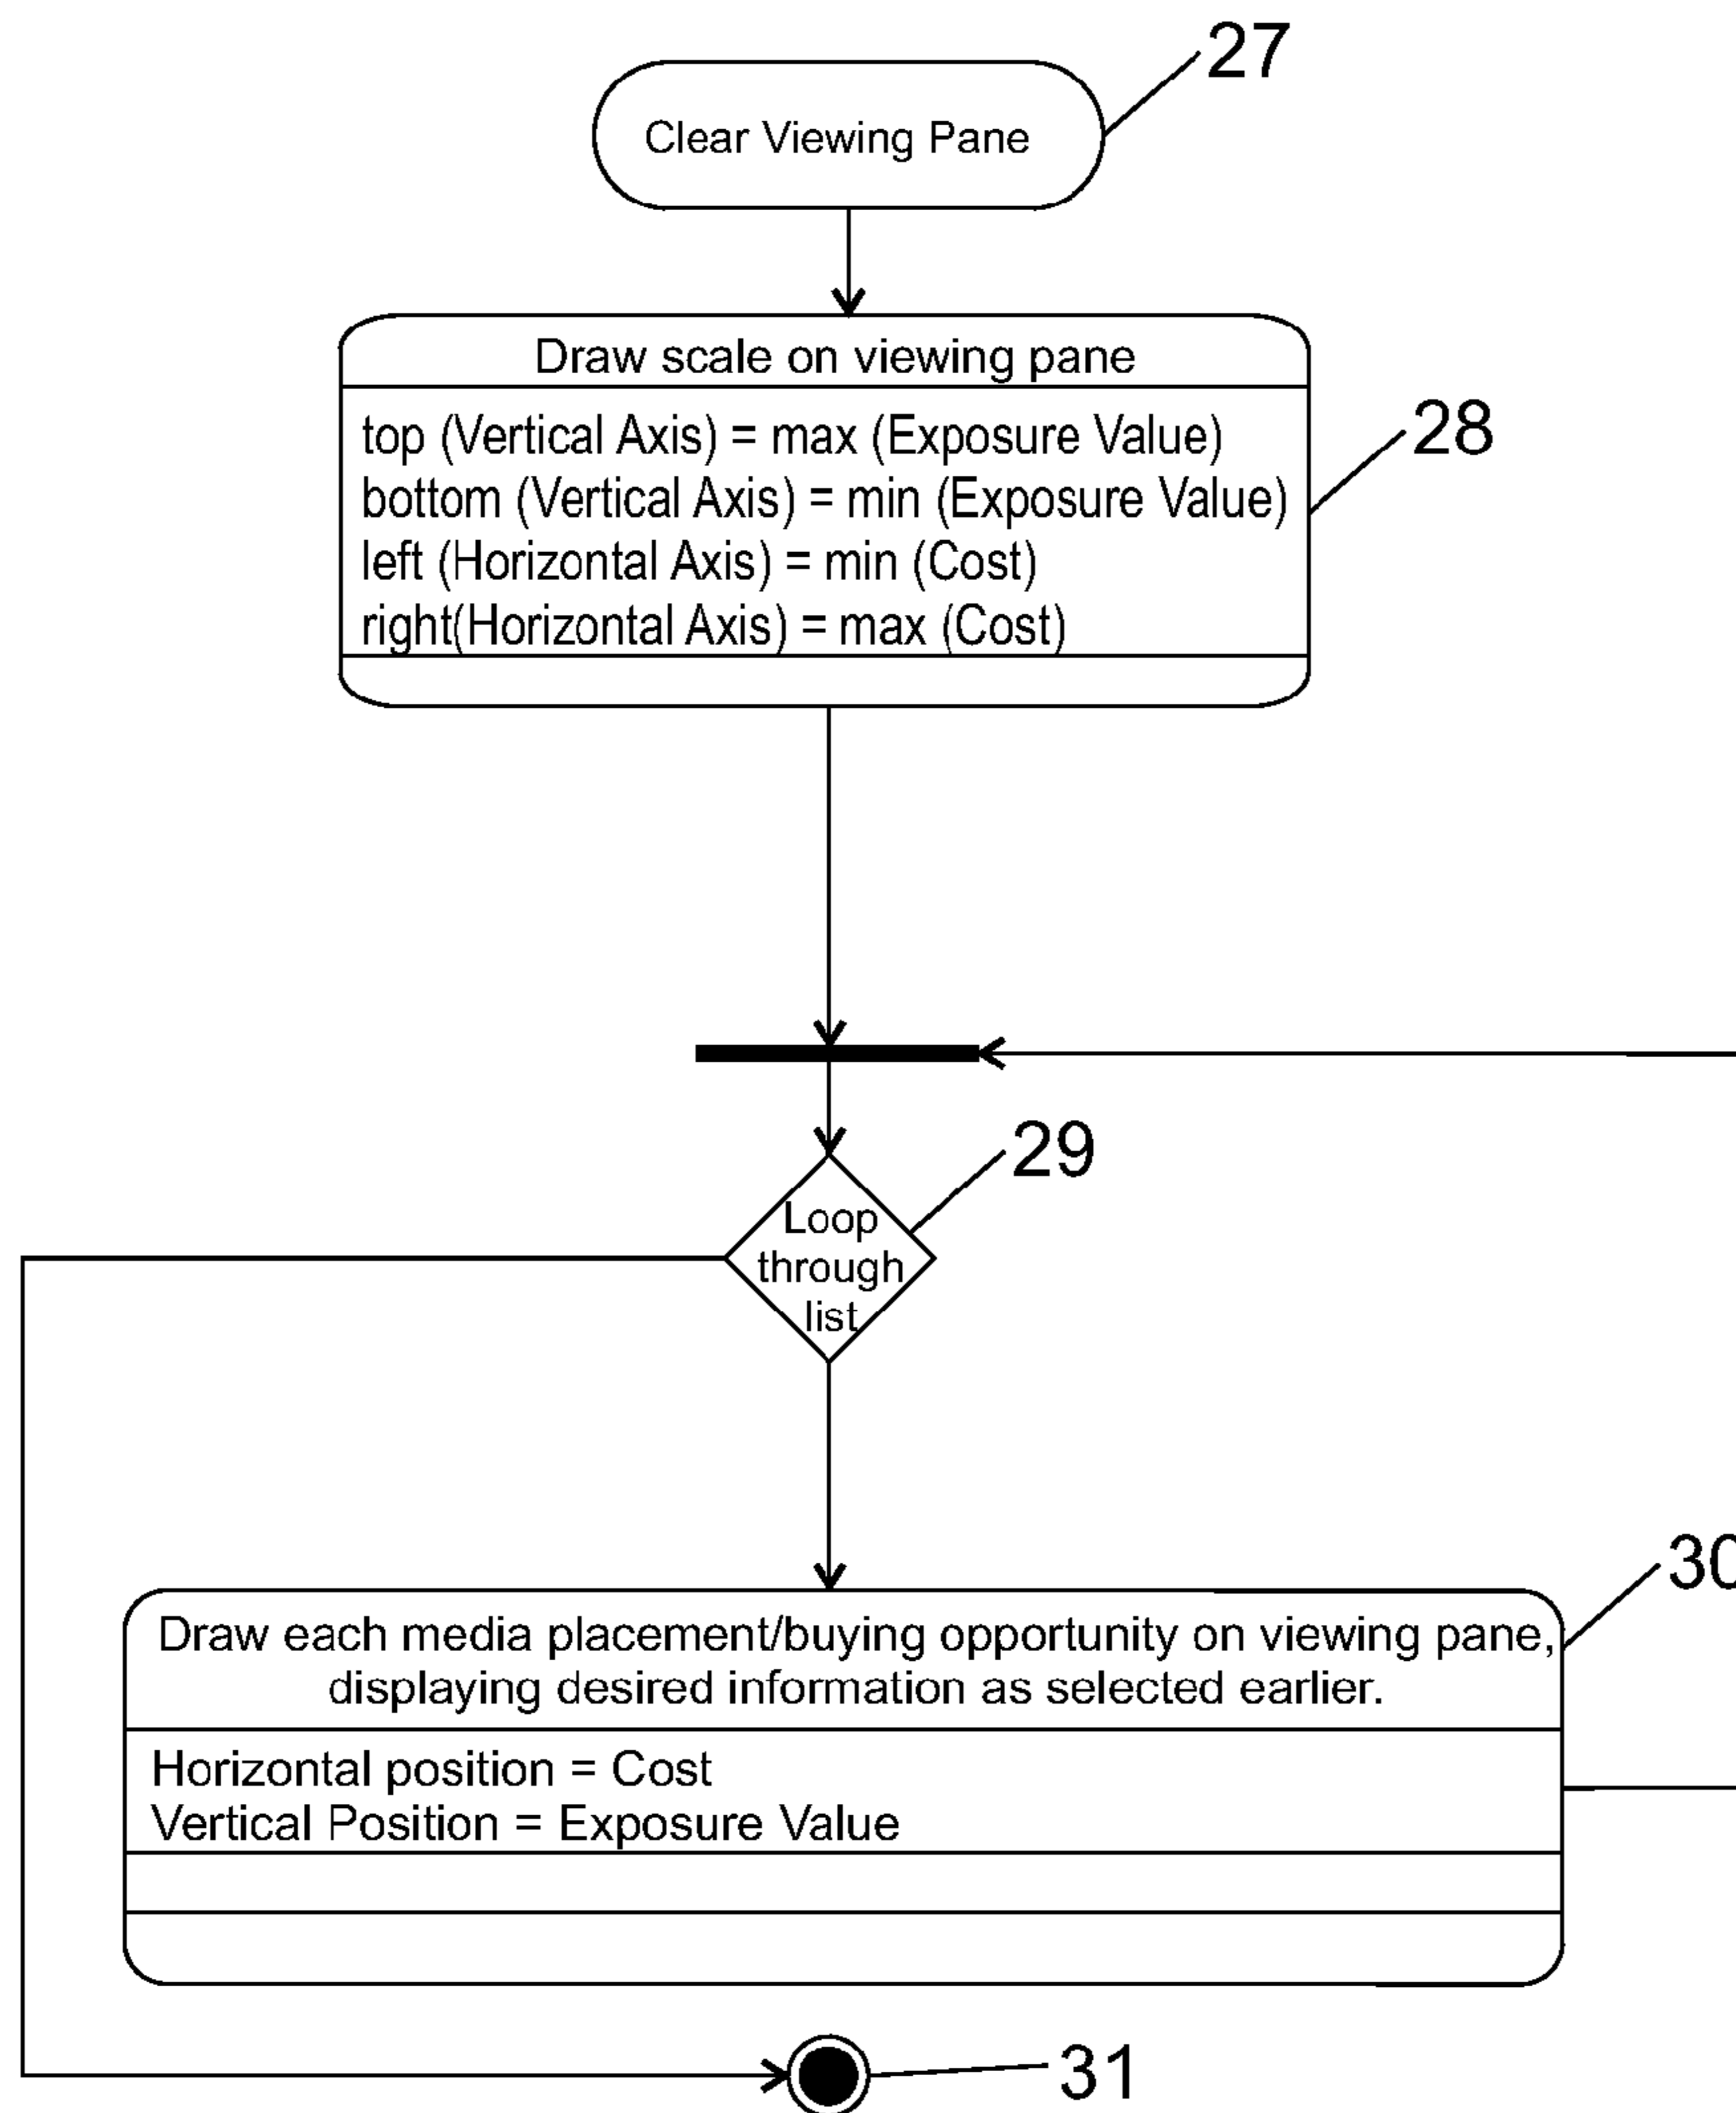 27
Clear Viewing Pane
Draw scale on viewing pane
28
top (Vertical Axis) = max (Exposure Value)
bottom (Vertical Axis) = min (Exposure Value)
left (Horizontal Axis) = min (Cost)
right(Horizontal Axis) = max (Cost)
29
Loop
through
list
30
Draw each media placement/buying opportunity on viewing pane,
displaying desired information as selected earlier.
Horizontal position = Cost
Vertical Position = Exposure Value
31